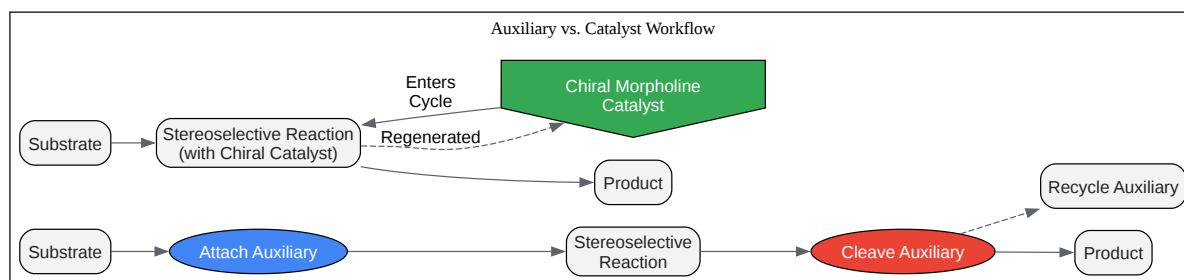 Auxiliary vs. Catalyst Workflow
Chiral Morpholine
Catalyst
Enters
Cycle
Regenerated
Substrate
Stereoselective Reaction
(with Chiral Catalyst)
Product
Substrate
Attach Auxiliary
Stereoselective
Reaction
Cleave Auxiliary
Recycle Auxiliary
Product